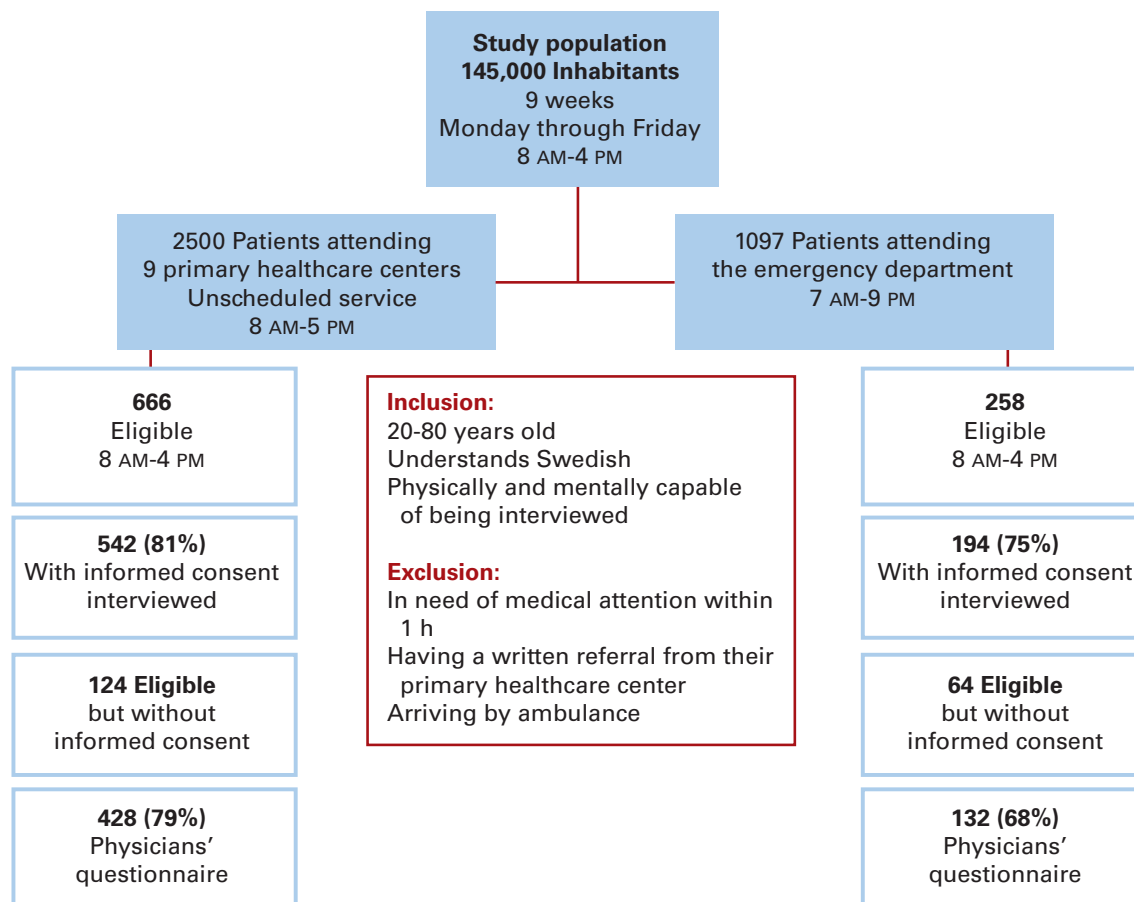 Study population
145,000 Inhabitants
9 weeks
Monday through Friday
8 AM-4 PM
2500 Patients attending
9 primary healthcare centers
Unscheduled service
8 AM-5 PM
1097 Patients attending
the emergency department
7 AM-9 PM
666
Eligible
8 AM-4 PM
542 (81%)
With informed consent
interviewed
124 Eligible
but without
informed consent
428 (79%)
Physicians’
questionnaire
Inclusion:
20-80 years old
Understands Swedish
Physically and mentally capable
of being interviewed
Exclusion:
In need of medical attention within
1 h
Having a written referral from their
primary healthcare center
Arriving by ambulance
258
Eligible
8 AM-4 PM
194 (75%)
With informed consent
interviewed
64 Eligible
but without
informed consent
132 (68%)
Physicians’
questionnaire